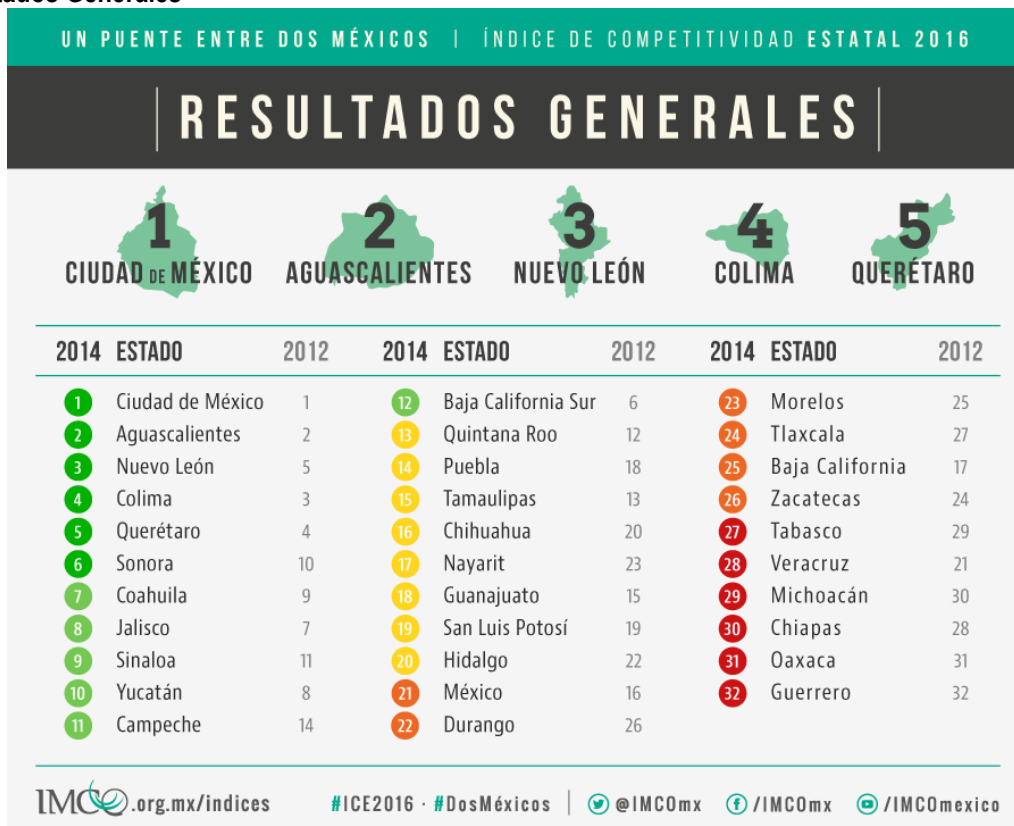 UN PUENTE ENTRE DOS MÉXICOS | ÍNDICE DE COMPETITIVIDAD ESTATAL 2016
RESULTADOS GENERALES
1 CIUDAD DE MÉXICO
2 AGUASCALIENTES
3 NUEVO LEÓN
4 COLIMA
5 QUERÉTARO
2014 ESTADO 2012
1 Ciudad de México 1
2 Aguascalientes 2
3 Nuevo León 5
4 Colima 3
5 Querétaro 4
6 Sonora 10
7 Coahuila 9
8 Jalisco 7
9 Sinaloa 11
10 Yucatán 8
11 Campeche 14
2014 ESTADO 2012
12 Baja California Sur 6
13 Quintana Roo 12
14 Puebla 18
15 Tamaulipas 13
16 Chihuahua 20
17 Nayarit 23
18 Guanajuato 15
19 San Luis Potosí 19
20 Hidalgo 22
21 México 16
22 Durango 26
2014 ESTADO 2012
23 Morelos 25
24 Tlaxcala 27
25 Baja California 17
26 Zacatecas 24
27 Tabasco 29
28 Veracruz 21
29 Michoacán 30
30 Chiapas 28
31 Oaxaca 31
32 Guerrero 32
IMCO.org.mx/indices #ICE2016 · #DosMéxicos | @IMCOmx /IMCOmx /IMCOmexico